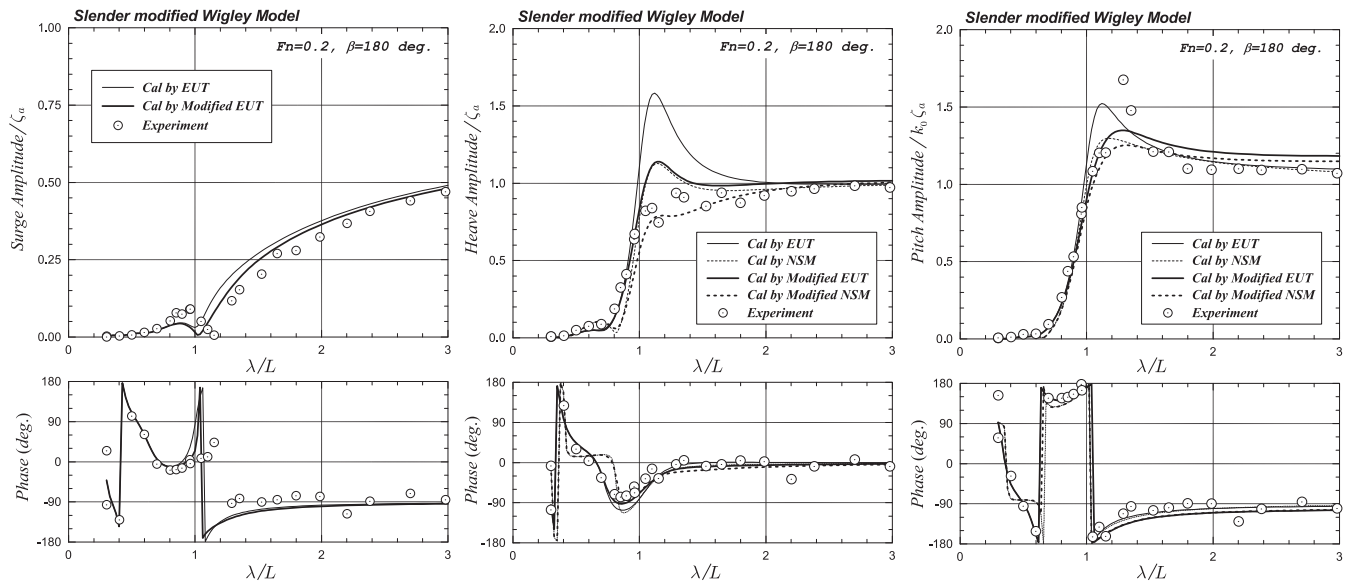 Slender modified Wigley Model
Fn=0.2, β=180 deg.
Cal by EUT
Cal by Modified EUT
Experiment
Surge Amplitude / ζa
1.00
0.75
0.50
0.25
0.00
0 1 2 3
λ/L
Phase (deg.)
180
90
0
-90
-180
0 1 2 3
λ/L
Slender modified Wigley Model
Fn=0.2, β=180 deg.
Heave Amplitude / ζa
2.0
1.5
1.0
0.5
0.0
Cal by EUT
Cal by NSM
Cal by Modified EUT
Cal by Modified NSM
Experiment
0 1 2 3
λ/L
Phase (deg.)
180
90
0
-90
-180
0 1 2 3
λ/L
Slender modified Wigley Model
Fn=0.2, β=180 deg.
Pitch Amplitude / k0 ζa
2.0
1.5
1.0
0.5
0.0
Cal by EUT
Cal by NSM
Cal by Modified EUT
Cal by Modified NSM
Experiment
0 1 2 3
λ/L
Phase (deg.)
180
90
0
-90
-180
0 1 2 3
λ/L